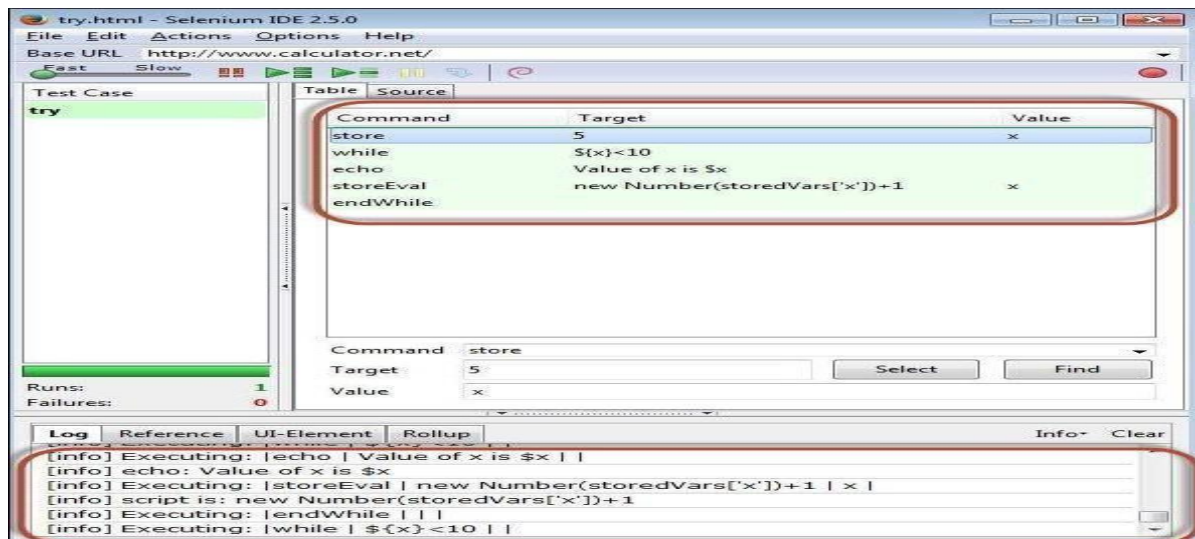 try.html - Selenium IDE 2.5.0
File Edit Actions Options Help
Base URL http://www.calculator.net/
Fast Slow
Test Case
try
Table Source
Command Target Value
store 5 x
while ${x}<10
echo Value of x is $x
storeEval new Number(storedVars['x'])+1 x
endWhile
Command store
Target 5 Select Find
Value x
Runs: 1
Failures: 0
Log Reference UI-Element Rollup Info Clear
[info] Executing: |while | ${x}<10 | |
[info] Executing: |echo | Value of x is $x | |
[info] echo: Value of x is $x
[info] Executing: |storeEval | new Number(storedVars['x'])+1 | x |
[info] script is: new Number(storedVars['x'])+1
[info] Executing: |endWhile | | |
[info] Executing: |while | ${x}<10 | |